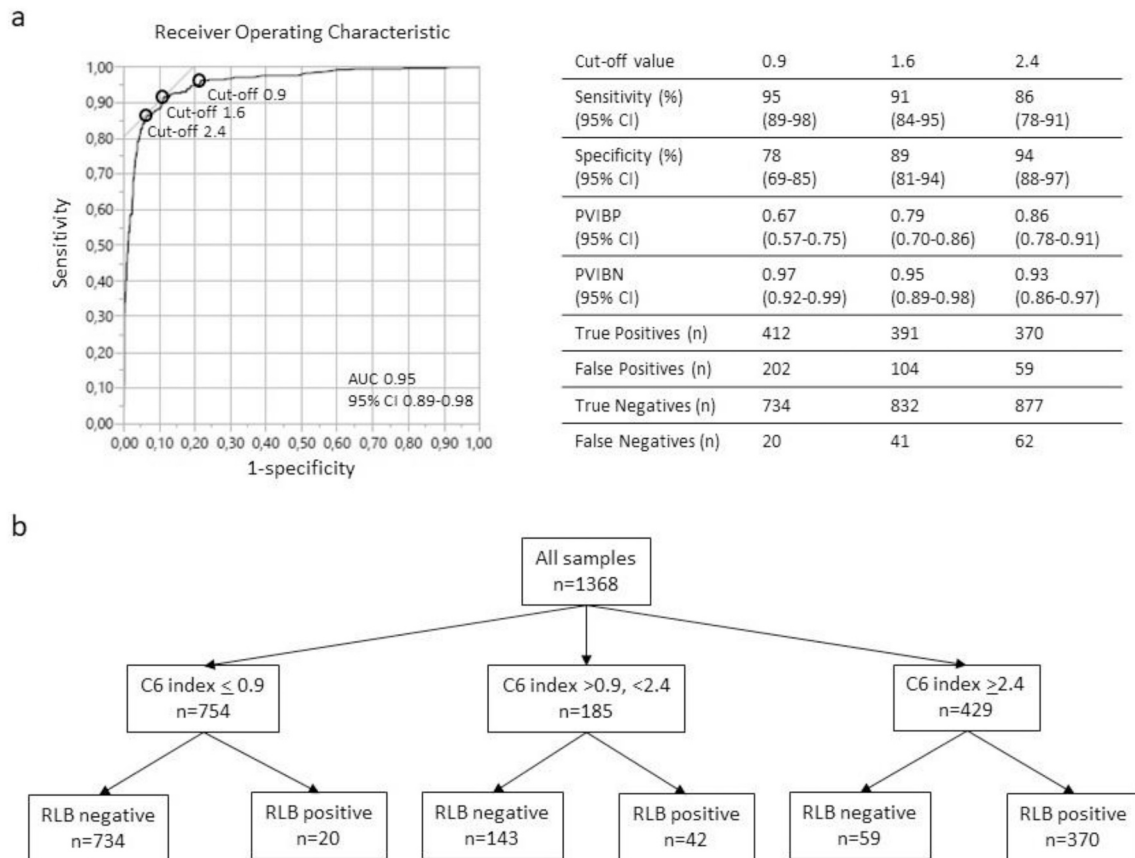 a
Receiver Operating Characteristic
1,00
0,90
0,80
0,70
0,60
0,50
0,40
0,30
0,20
0,10
0,00
Sensitivity
Cut-off 0.9
Cut-off 1.6
Cut-off 2.4
AUC 0.95
95% CI 0.89-0.98
0,00 0,10 0,20 0,30 0,40 0,50 0,60 0,70 0,80 0,90 1,00
1-specificity
Cut-off value 0.9 1.6 2.4
Sensitivity (%) 95 91 86
(95% CI) (89-98) (84-95) (78-91)
Specificity (%) 78 89 94
(95% CI) (69-85) (81-94) (88-97)
PVIBP 0.67 0.79 0.86
(95% CI) (0.57-0.75) (0.70-0.86) (0.78-0.91)
PVIBN 0.97 0.95 0.93
(95% CI) (0.92-0.99) (0.89-0.98) (0.86-0.97)
True Positives (n) 412 391 370
False Positives (n) 202 104 59
True Negatives (n) 734 832 877
False Negatives (n) 20 41 62
b
All samples
n=1368
C6 index ≤ 0.9
n=754
C6 index >0.9, <2.4
n=185
C6 index ≥2.4
n=429
RLB negative
n=734
RLB positive
n=20
RLB negative
n=143
RLB positive
n=42
RLB negative
n=59
RLB positive
n=370